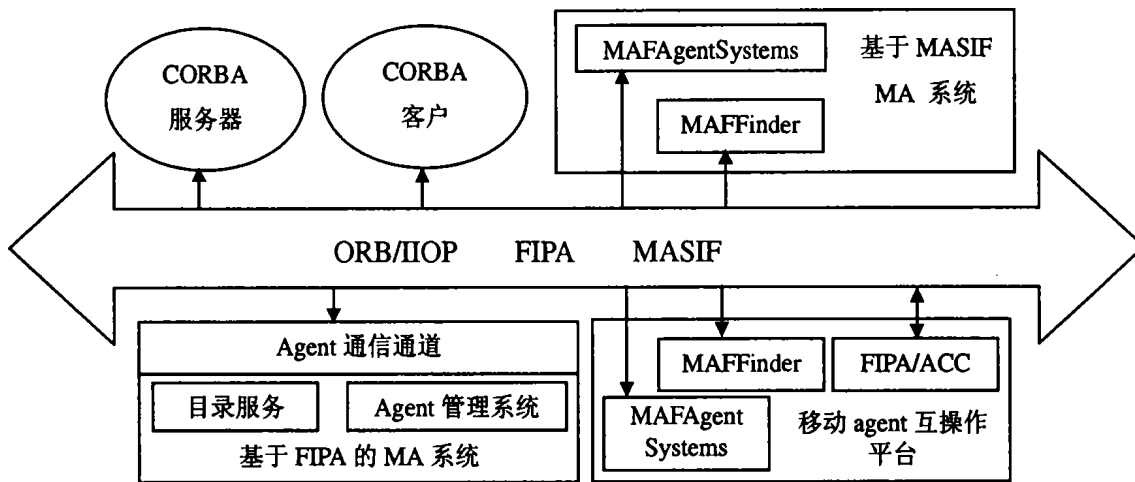 CORBA
服务器
CORBA
客户
MAFAgentSystems
基于 MASIF
MA 系统
MAFFinder
ORB/IIOP FIPA MASIF
Agent 通信通道
目录服务
Agent 管理系统
基于 FIPA 的 MA 系统
MAFFinder
FIPA/ACC
MAFAgent
Systems
移动 agent 互操作
平台